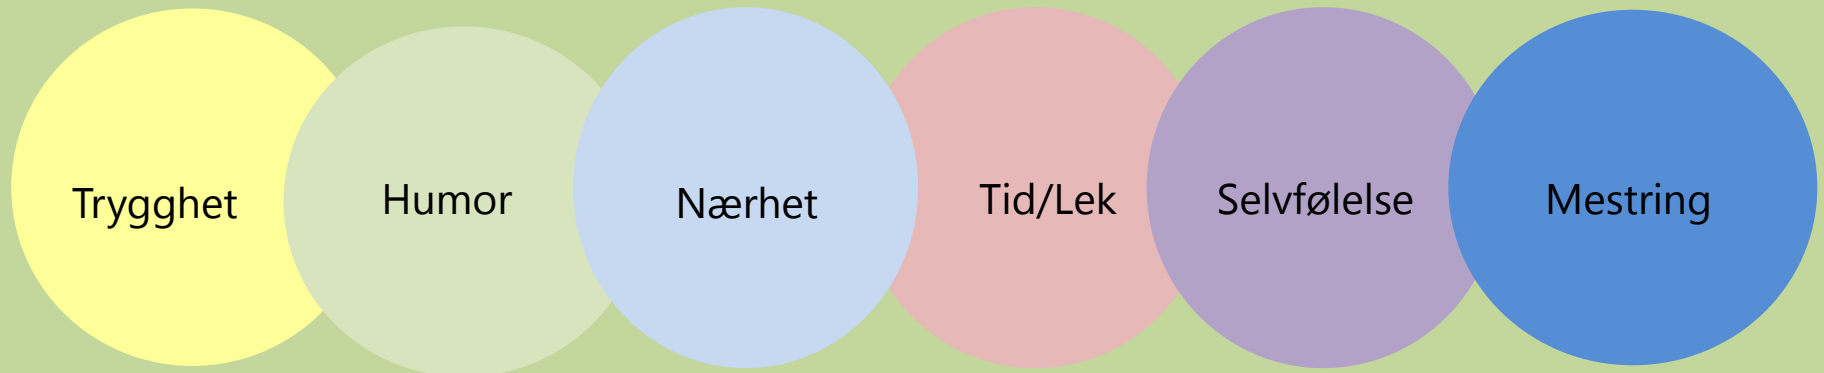 Trygghet
Humor
Nærhet
Tid/Lek
Selvfølelse
Mestring